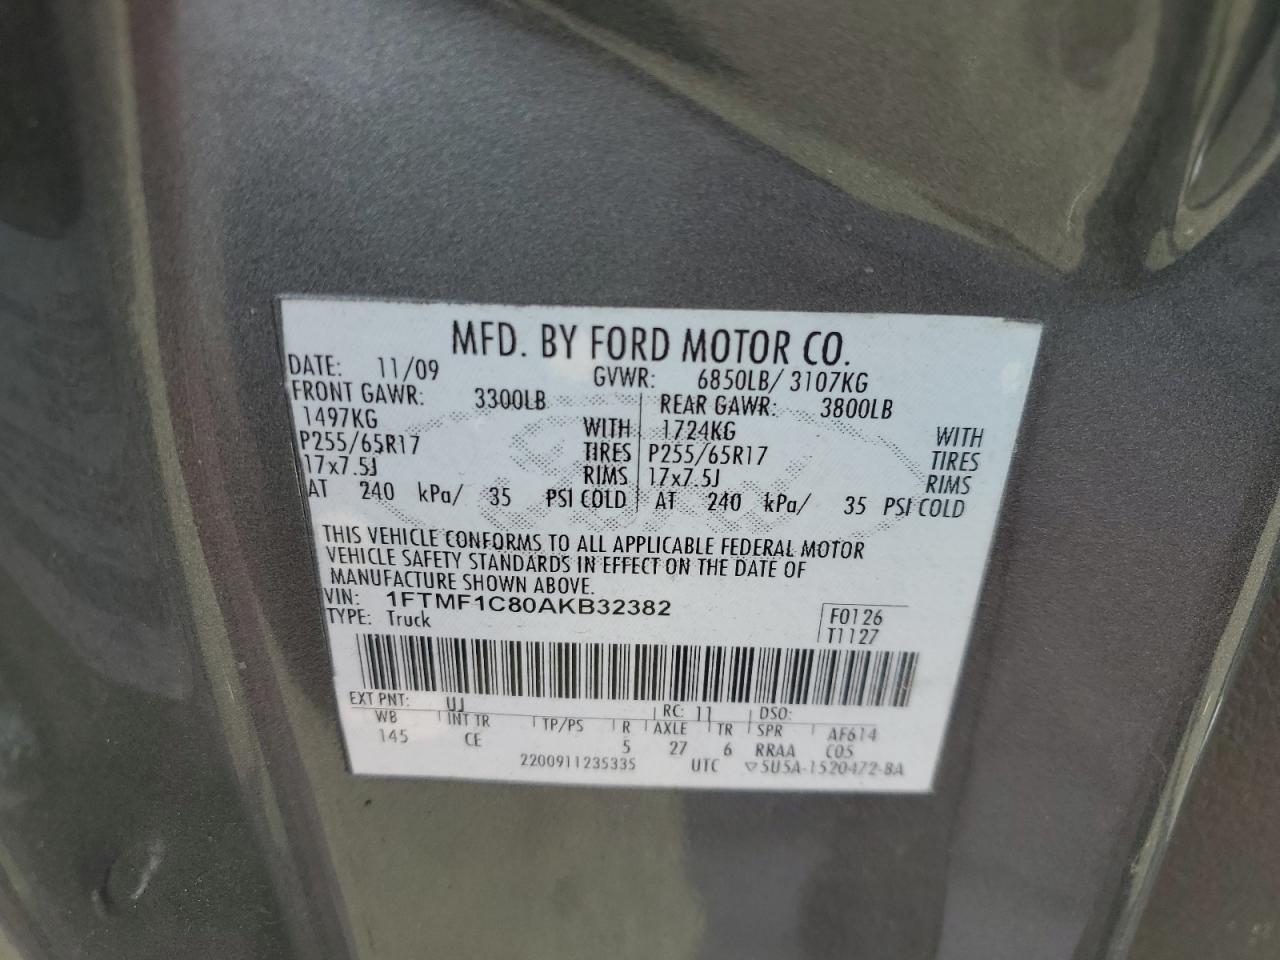 MFD. BY FORD MOTOR CO.
DATE: 11/09 GVWR: 6850LB/ 3107KG
FRONT GAWR: 3300LB REAR GAWR: 3800LB
1497KG WITH 1724KG WITH
P255/65R17 TIRES P255/65R17 TIRES
17x7.5J RIMS 17x7.5J RIMS
AT 240 kPa/ 35 PSI COLD AT 240 kPa/ 35 PSI COLD
THIS VEHICLE CONFORMS TO ALL APPLICABLE FEDERAL MOTOR
VEHICLE SAFETY STANDARDS IN EFFECT ON THE DATE OF
MANUFACTURE SHOWN ABOVE.
VIN: 1FTMF1C80AKB32382 F0126
TYPE: Truck T1127
EXT PNT: UJ RC: 11 DSO:
WB INT TR TP/PS R AXLE TR SPR AF614
145 CE 5 27 6 RRAA C05
2200911235335 UTC ▽5U5A-1520472-BA